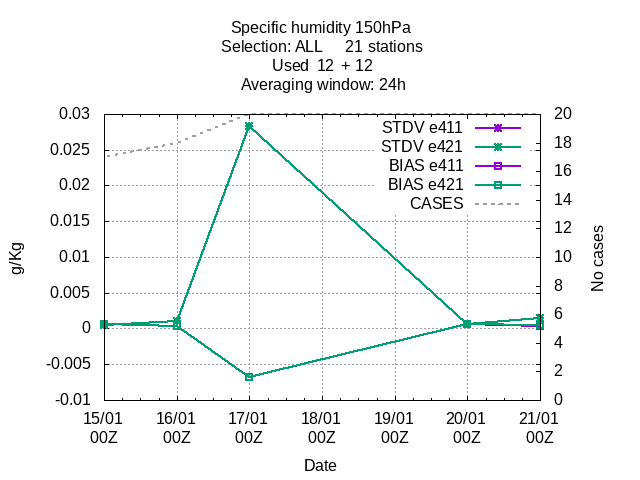 Specific humidity 150hPa
Selection: ALL 21 stations
Used 12 + 12
Averaging window: 24h
0.03
0.025
0.02
0.015
0.01
0.005
0
-0.005
-0.01
g/Kg
STDV e411
STDV e421
BIAS e411
BIAS e421
CASES
20
18
16
14
12
10
8
6
4
2
0
No cases
15/01 16/01 17/01 18/01 19/01 20/01 21/01
00Z 00Z 00Z 00Z 00Z 00Z 00Z
Date